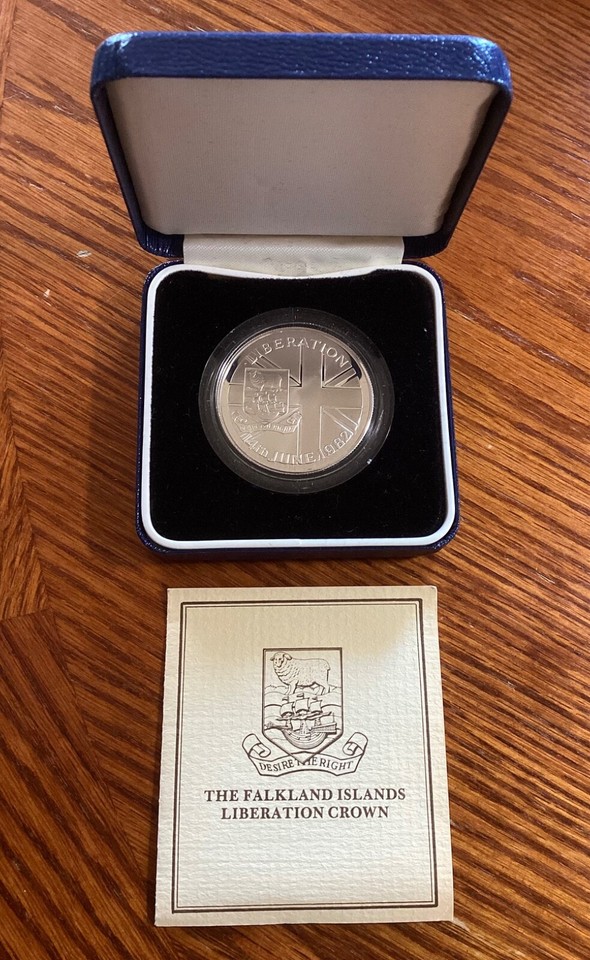 LIBERATION
14TH JUNE 1982
DESIRE THE RIGHT
THE FALKLAND ISLANDS
LIBERATION CROWN